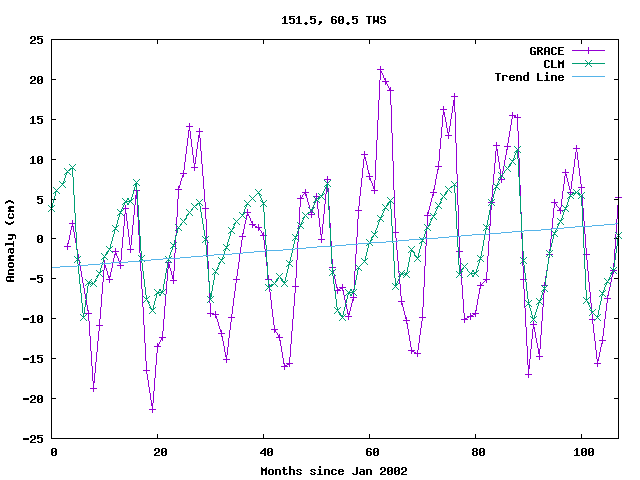 151.5, 60.5 TWS
GRACE
CLM
Trend Line
25
20
15
10
5
0
-5
-10
-15
-20
-25
Anomaly (cm)
0 20 40 60 80 100
Months since Jan 2002